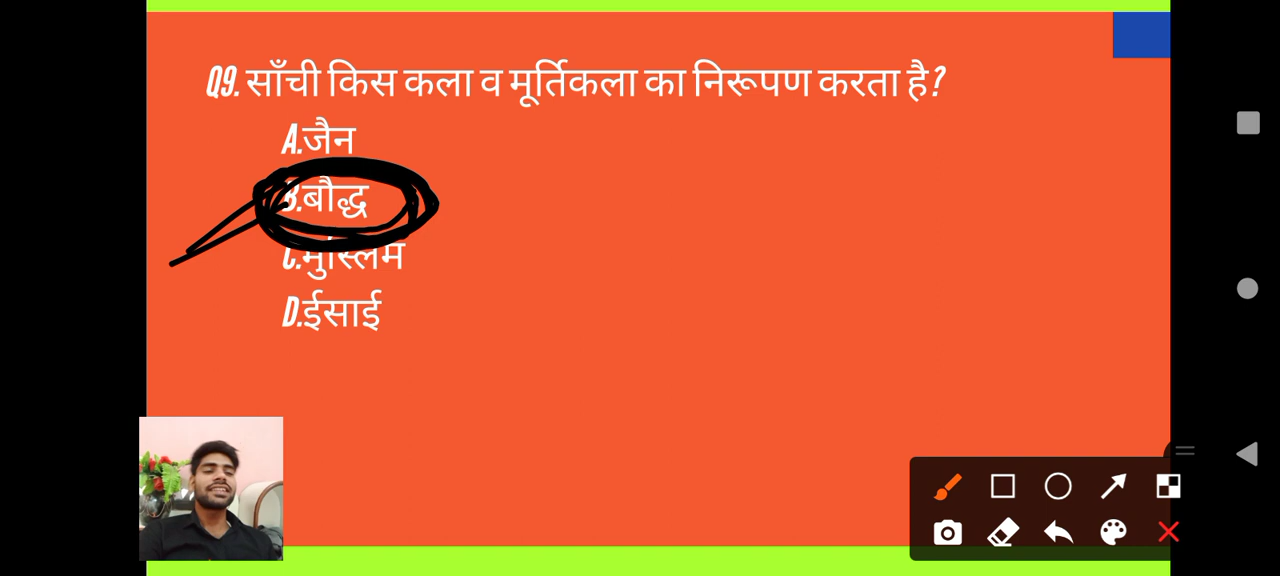 Q9. साँची किस कला व मूर्तिकला का निरूपण करता है?
A.जैन
B.बौद्ध
C.मुस्लिम
D.ईसाई